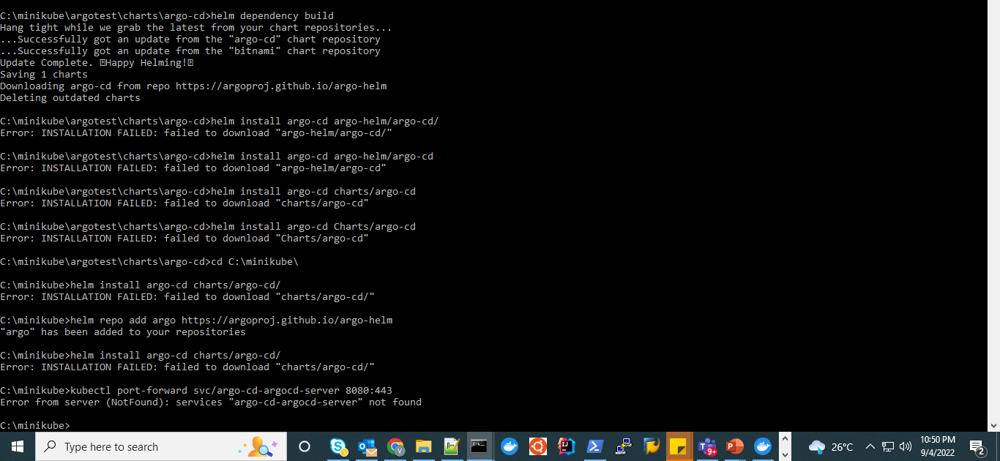 C:\minikube\argotest\charts\argo-cd>helm dependency build
Hang tight while we grab the latest from your chart repositories...
...Successfully got an update from the "argo-cd" chart repository
...Successfully got an update from the "bitnami" chart repository
Update Complete. ⍰Happy Helming!⍰
Saving 1 charts
Downloading argo-cd from repo https://argoproj.github.io/argo-helm
Deleting outdated charts
C:\minikube\argotest\charts\argo-cd>helm install argo-cd argo-helm/argo-cd/
Error: INSTALLATION FAILED: failed to download "argo-helm/argo-cd/"
C:\minikube\argotest\charts\argo-cd>helm install argo-cd argo-helm/argo-cd
Error: INSTALLATION FAILED: failed to download "argo-helm/argo-cd"
C:\minikube\argotest\charts\argo-cd>helm install argo-cd charts/argo-cd
Error: INSTALLATION FAILED: failed to download "charts/argo-cd"
C:\minikube\argotest\charts\argo-cd>helm install argo-cd Charts/argo-cd
Error: INSTALLATION FAILED: failed to download "Charts/argo-cd"
C:\minikube\argotest\charts\argo-cd>cd C:\minikube\
C:\minikube>helm install argo-cd charts/argo-cd/
Error: INSTALLATION FAILED: failed to download "charts/argo-cd/"
C:\minikube>helm repo add argo https://argoproj.github.io/argo-helm
"argo" has been added to your repositories
C:\minikube>helm install argo-cd charts/argo-cd/
Error: INSTALLATION FAILED: failed to download "charts/argo-cd/"
C:\minikube>kubectl port-forward svc/argo-cd-argocd-server 8080:443
Error from server (NotFound): services "argo-cd-argocd-server" not found
C:\minikube>
Type here to search
9+
26°C
10:50 PM
9/4/2022
2